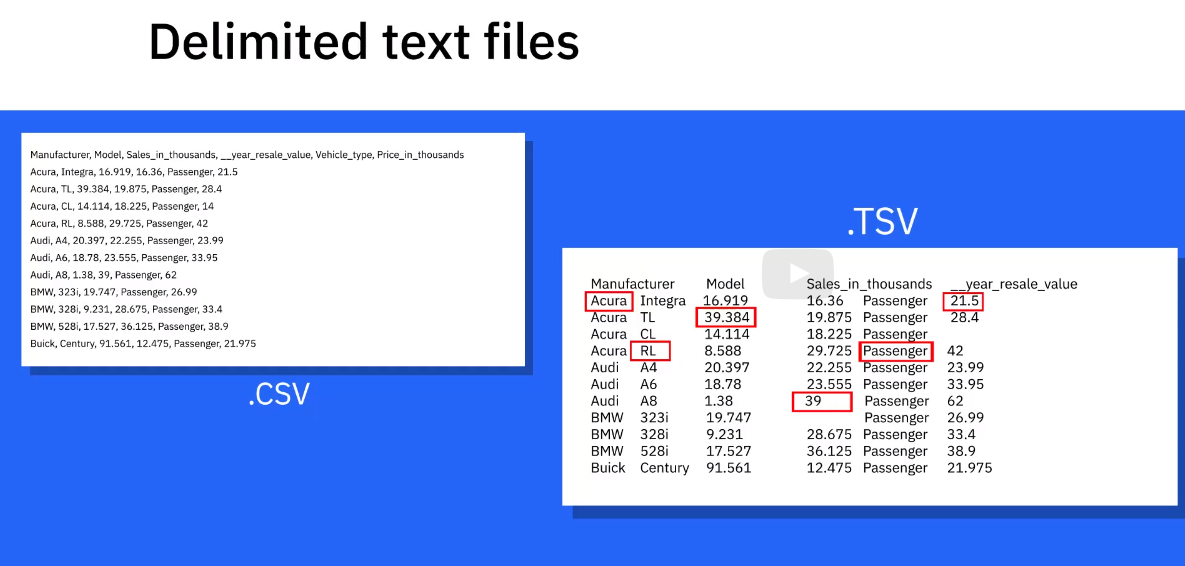 Delimited text files
Manufacturer, Model, Sales_in_thousands, __year_resale_value, Vehicle_type, Price_in_thousands
Acura, Integra, 16.919, 16.36, Passenger, 21.5
Acura, TL, 39.384, 19.875, Passenger, 28.4
Acura, CL, 14.114, 18.225, Passenger, 14
Acura, RL, 8.588, 29.725, Passenger, 42
Audi, A4, 20.397, 22.255, Passenger, 23.99
Audi, A6, 18.78, 23.555, Passenger, 33.95
Audi, A8, 1.38, 39, Passenger, 62
BMW, 323i, 19.747, Passenger, 26.99
BMW, 328i, 9.231, 28.675, Passenger, 33.4
BMW, 528i, 17.527, 36.125, Passenger, 38.9
Buick, Century, 91.561, 12.475, Passenger, 21.975
.CSV
.TSV
Manufacturer Model Sales_in_thousands __year_resale_value
Acura Integra 16.919 16.36 Passenger 21.5
Acura TL 39.384 19.875 Passenger 28.4
Acura CL 14.114 18.225 Passenger
Acura RL 8.588 29.725 Passenger 42
Audi A4 20.397 22.255 Passenger 23.99
Audi A6 18.78 23.555 Passenger 33.95
Audi A8 1.38 39 Passenger 62
BMW 323i 19.747 Passenger 26.99
BMW 328i 9.231 28.675 Passenger 33.4
BMW 528i 17.527 36.125 Passenger 38.9
Buick Century 91.561 12.475 Passenger 21.975